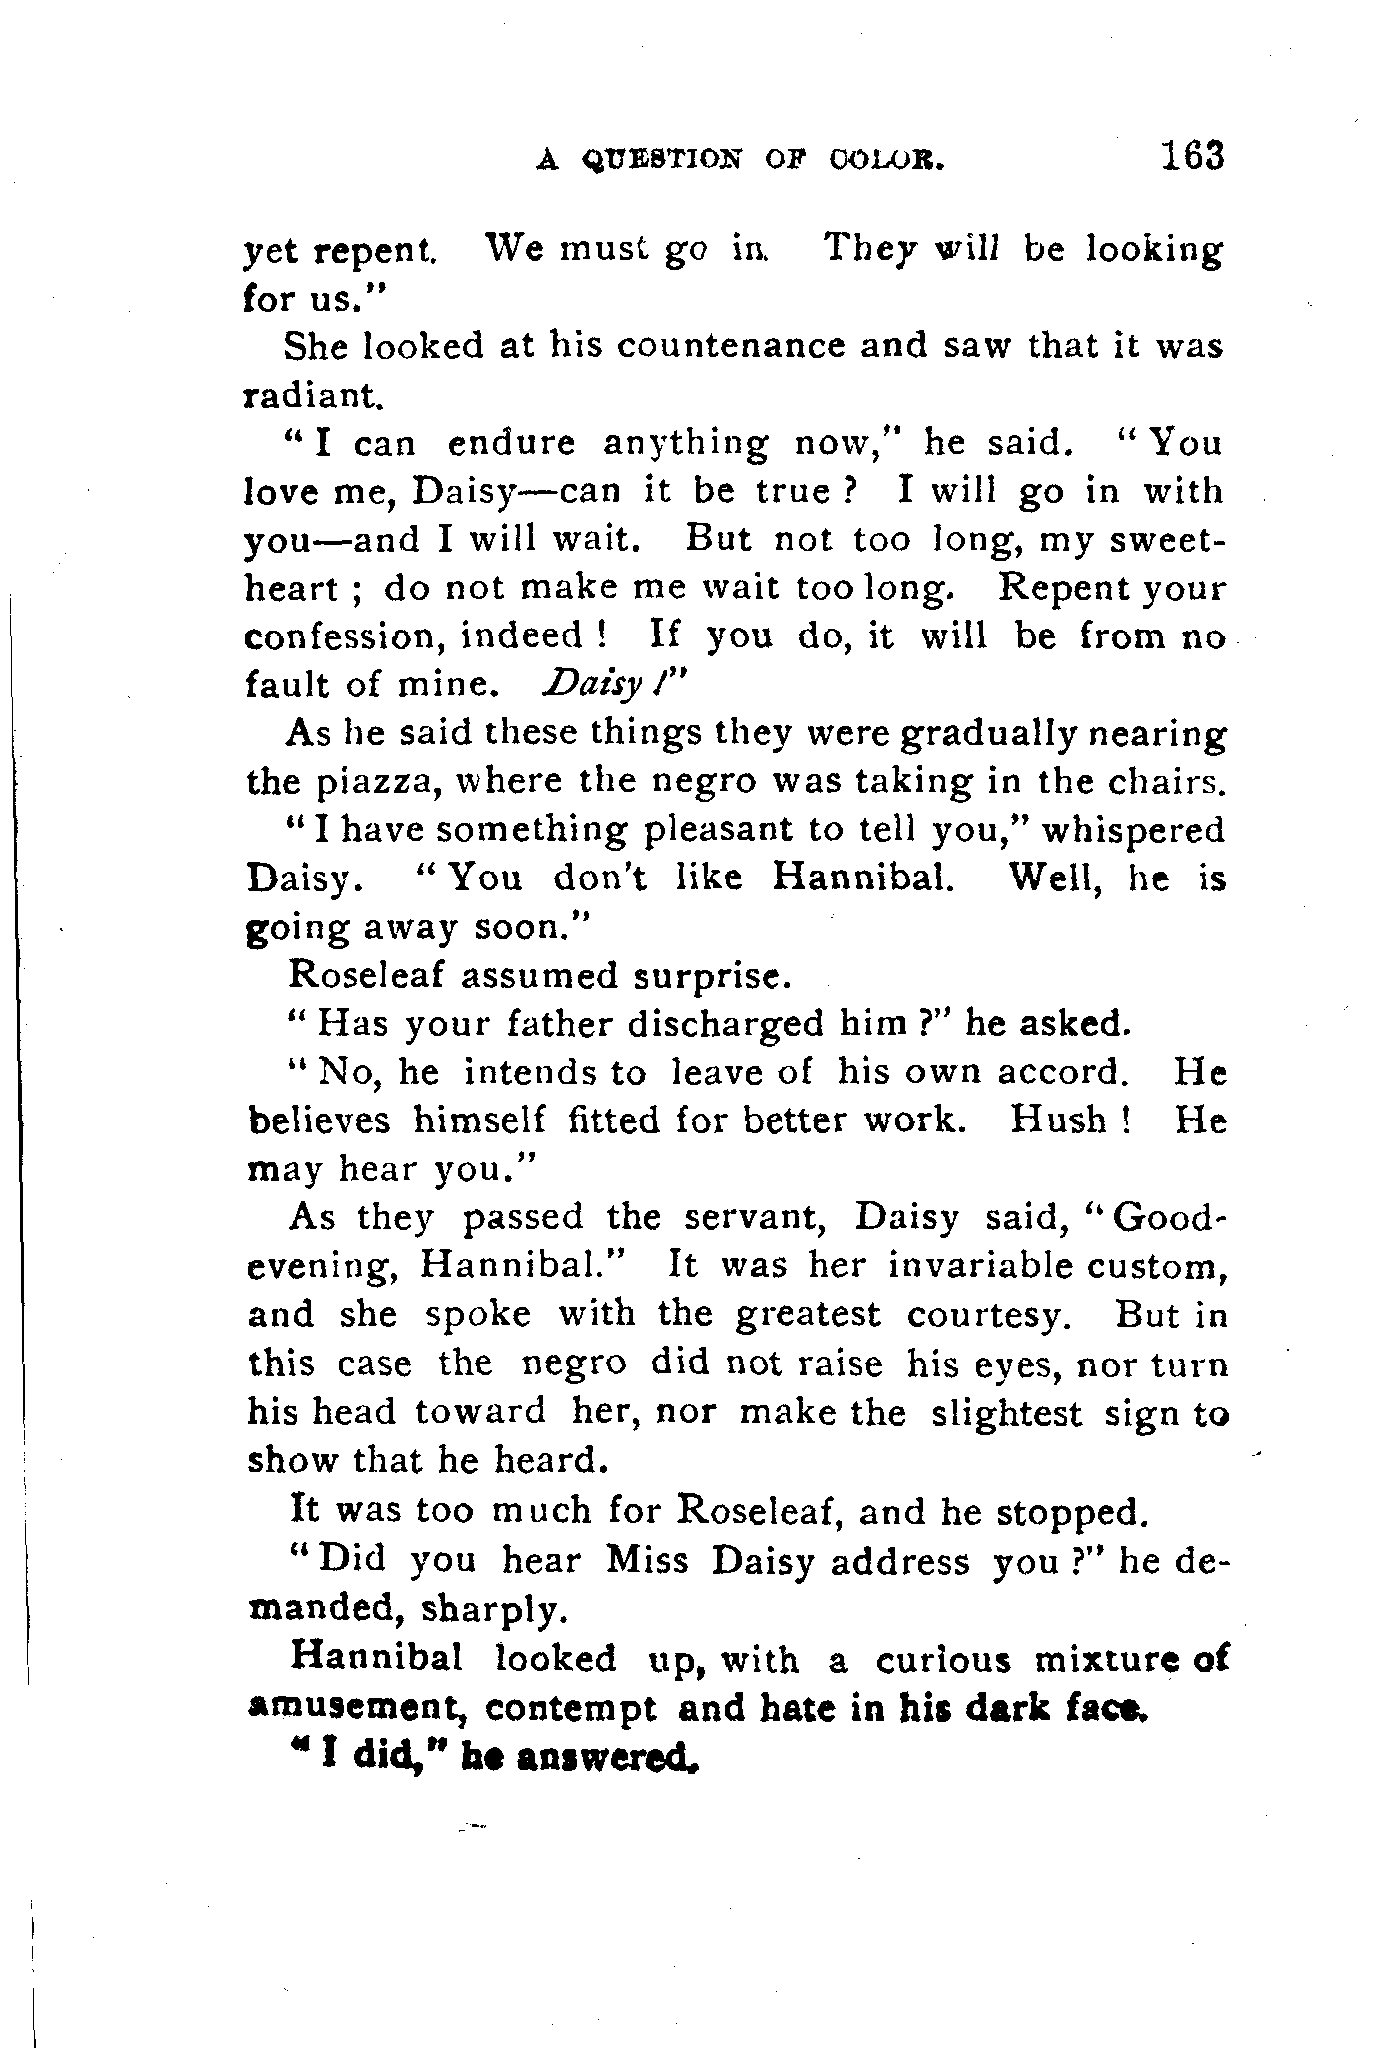 A QUESTION OF COLOR. 163
yet repent. We must go in. They will be looking
for us."
She looked at his countenance and saw that it was
radiant.
"I can endure anything now," he said. "You
love me, Daisy—can it be true? I will go in with
you—and I will wait. But not too long, my sweet-
heart; do not make me wait too long. Repent your
confession, indeed! If you do, it will be from no
fault of mine. Daisy!"
As he said these things they were gradually nearing
the piazza, where the negro was taking in the chairs.
"I have something pleasant to tell you," whispered
Daisy. "You don't like Hannibal. Well, he is
going away soon."
Roseleaf assumed surprise.
"Has your father discharged him?" he asked.
"No, he intends to leave of his own accord. He
believes himself fitted for better work. Hush! He
may hear you."
As they passed the servant, Daisy said, "Good-
evening, Hannibal." It was her invariable custom,
and she spoke with the greatest courtesy. But in
this case the negro did not raise his eyes, nor turn
his head toward her, nor make the slightest sign to
show that he heard.
It was too much for Roseleaf, and he stopped.
"Did you hear Miss Daisy address you?" he de-
manded, sharply.
Hannibal looked up, with a curious mixture of
amusement, contempt and hate in his dark face.
"I did," he answered.